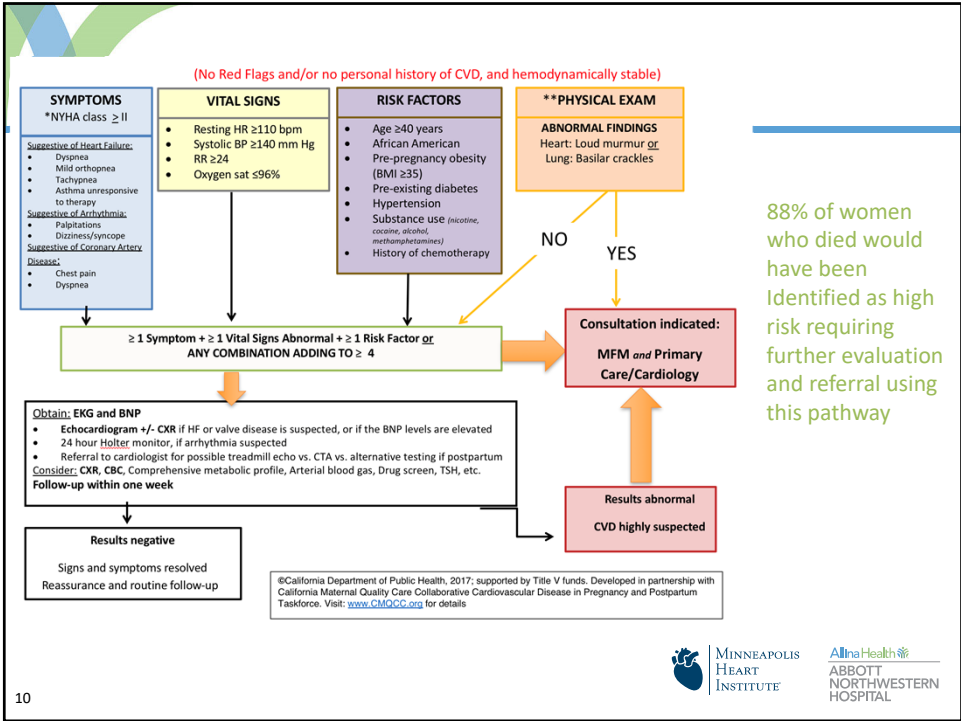 (No Red Flags and/or no personal history of CVD, and hemodynamically stable)
SYMPTOMS
*NYHA class ≥ II
Suggestive of Heart Failure:
• Dyspnea
• Mild orthopnea
• Tachypnea
• Asthma unresponsive
to therapy
Suggestive of Arrhythmia:
• Palpitations
• Dizziness/syncope
Suggestive of Coronary Artery
Disease:
• Chest pain
• Dyspnea
VITAL SIGNS
• Resting HR ≥110 bpm
• Systolic BP ≥140 mm Hg
• RR ≥24
• Oxygen sat ≤96%
RISK FACTORS
• Age ≥40 years
• African American
• Pre-pregnancy obesity
(BMI ≥35)
• Pre-existing diabetes
• Hypertension
• Substance use (nicotine,
cocaine, alcohol,
methamphetamines)
• History of chemotherapy
**PHYSICAL EXAM
ABNORMAL FINDINGS
Heart: Loud murmur or
Lung: Basilar crackles
NO
YES
≥ 1 Symptom + ≥ 1 Vital Signs Abnormal + ≥ 1 Risk Factor or
ANY COMBINATION ADDING TO ≥ 4
Consultation indicated:
MFM and Primary
Care/Cardiology
Obtain: EKG and BNP
• Echocardiogram +/- CXR if HF or valve disease is suspected, or if the BNP levels are elevated
• 24 hour Holter monitor, if arrhythmia suspected
• Referral to cardiologist for possible treadmill echo vs. CTA vs. alternative testing if postpartum
Consider: CXR, CBC, Comprehensive metabolic profile, Arterial blood gas, Drug screen, TSH, etc.
Follow-up within one week
Results abnormal
CVD highly suspected
Results negative
Signs and symptoms resolved
Reassurance and routine follow-up
©California Department of Public Health, 2017; supported by Title V funds. Developed in partnership with
California Maternal Quality Care Collaborative Cardiovascular Disease in Pregnancy and Postpartum
Taskforce. Visit: www.CMQCC.org for details
88% of women
who died would
have been
Identified as high
risk requiring
further evaluation
and referral using
this pathway
MINNEAPOLIS
HEART
INSTITUTE
Allina Health
ABBOTT
NORTHWESTERN
HOSPITAL
10